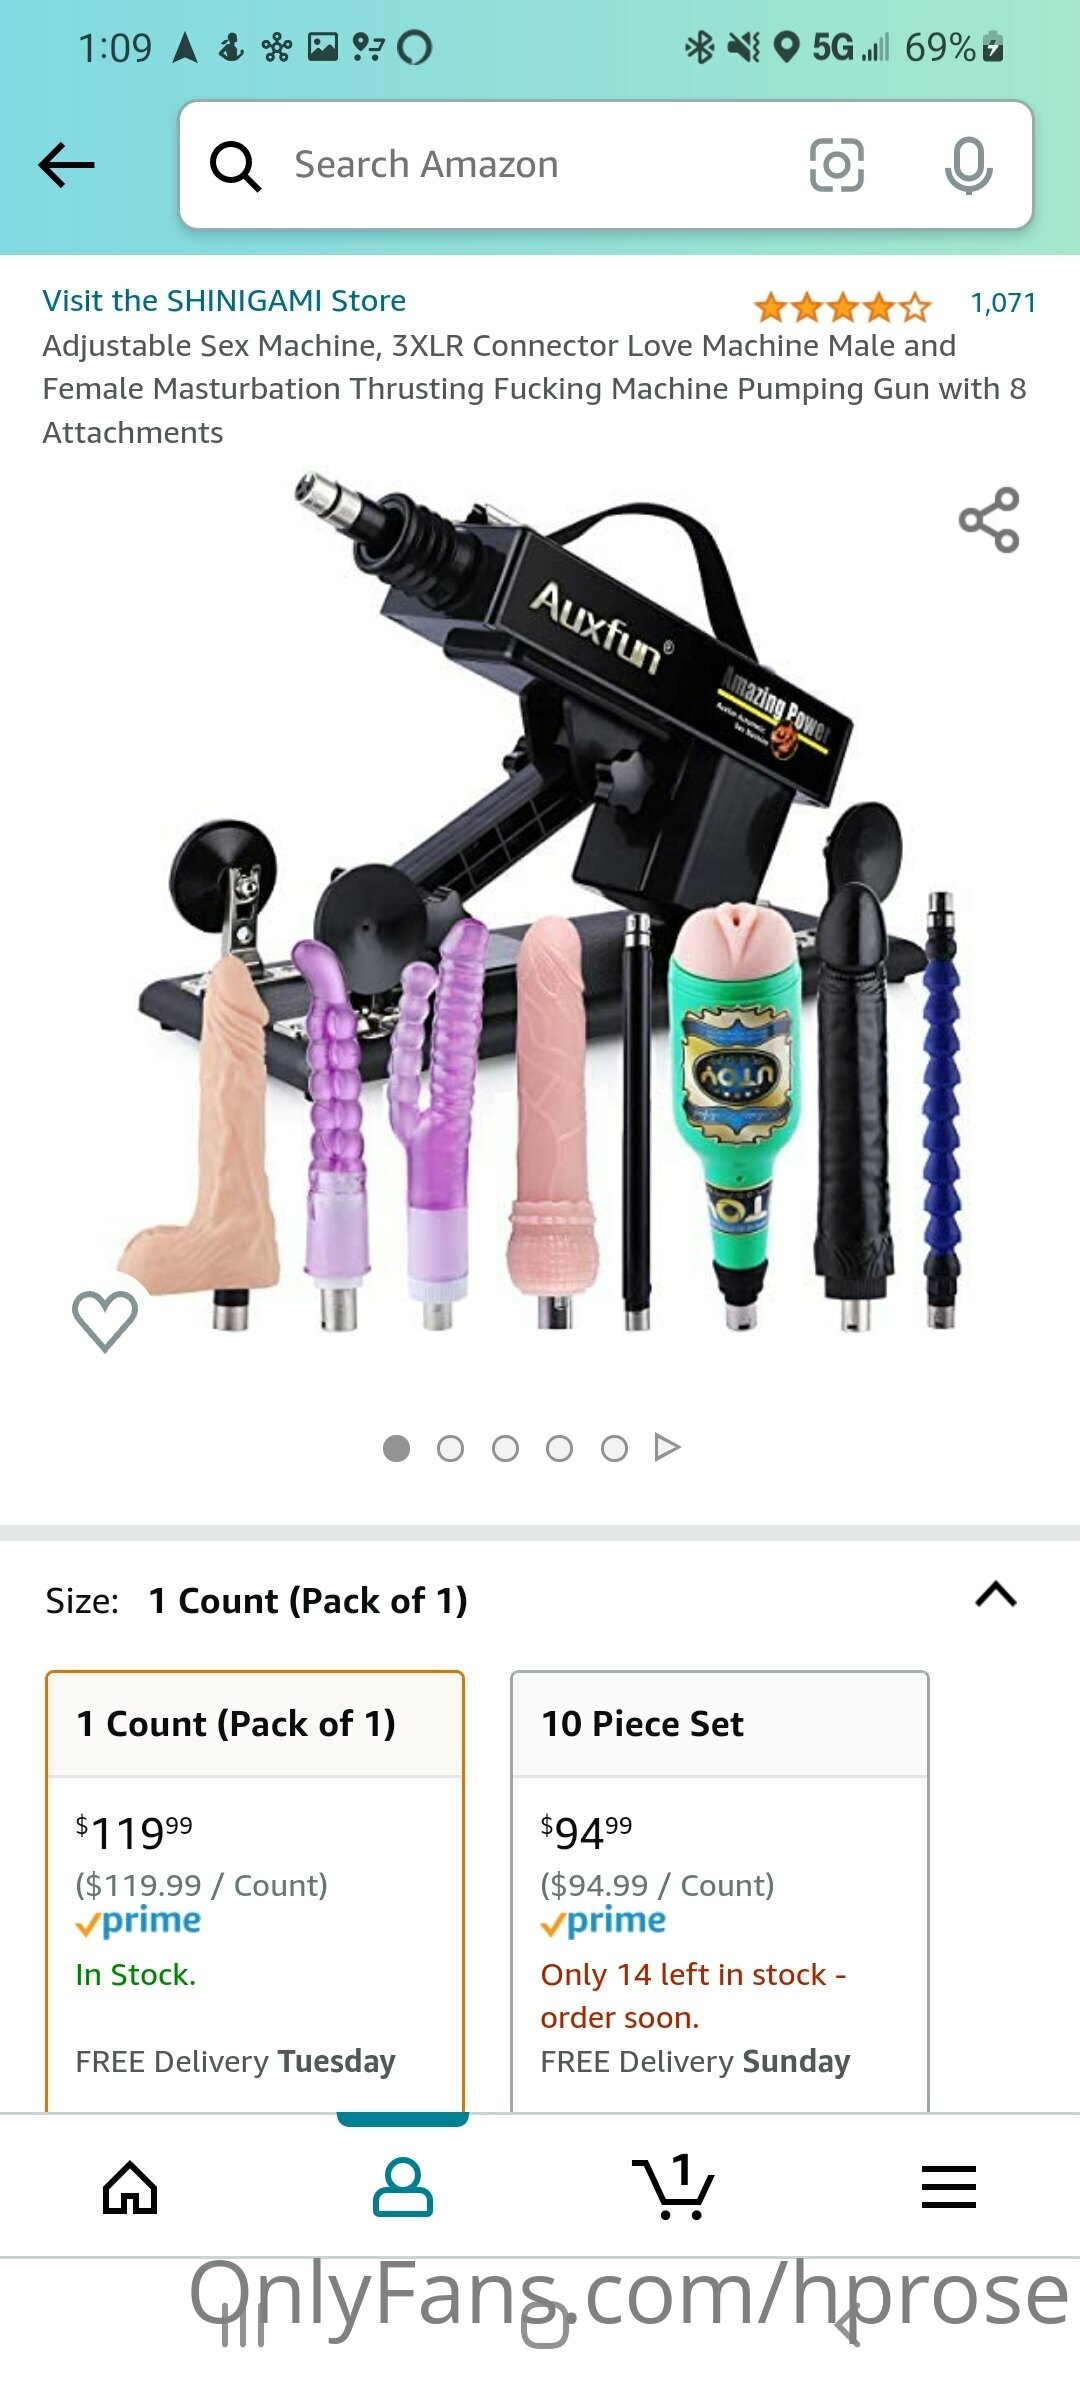 1:09
5G 69%
Search Amazon
Visit the SHINIGAMI Store 1,071
Adjustable Sex Machine, 3XLR Connector Love Machine Male and
Female Masturbation Thrusting Fucking Machine Pumping Gun with 8
Attachments
Auxfun®
Amazing Power
UTOY
TOY
Size: 1 Count (Pack of 1)
1 Count (Pack of 1)
$119.99
($119.99 / Count)
prime
In Stock.
FREE Delivery Tuesday
10 Piece Set
$94.99
($94.99 / Count)
prime
Only 14 left in stock -
order soon.
FREE Delivery Sunday
1
OnlyFans.com/hprose